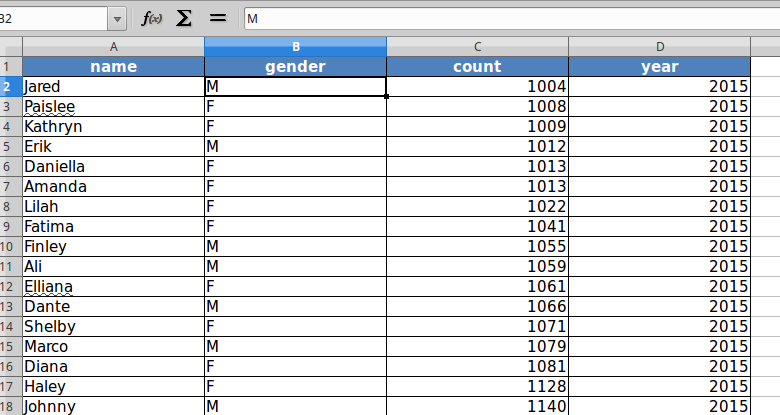 B2 f(x) Σ = M
A B C D
1 name gender count year
2 Jared M 1004 2015
3 Paislee F 1008 2015
4 Kathryn F 1009 2015
5 Erik M 1012 2015
6 Daniella F 1013 2015
7 Amanda F 1013 2015
8 Lilah F 1022 2015
9 Fatima F 1041 2015
10 Finley M 1055 2015
11 Ali M 1059 2015
12 Elliana F 1061 2015
13 Dante M 1066 2015
14 Shelby F 1071 2015
15 Marco M 1079 2015
16 Diana F 1081 2015
17 Haley F 1128 2015
18 Johnny M 1140 2015